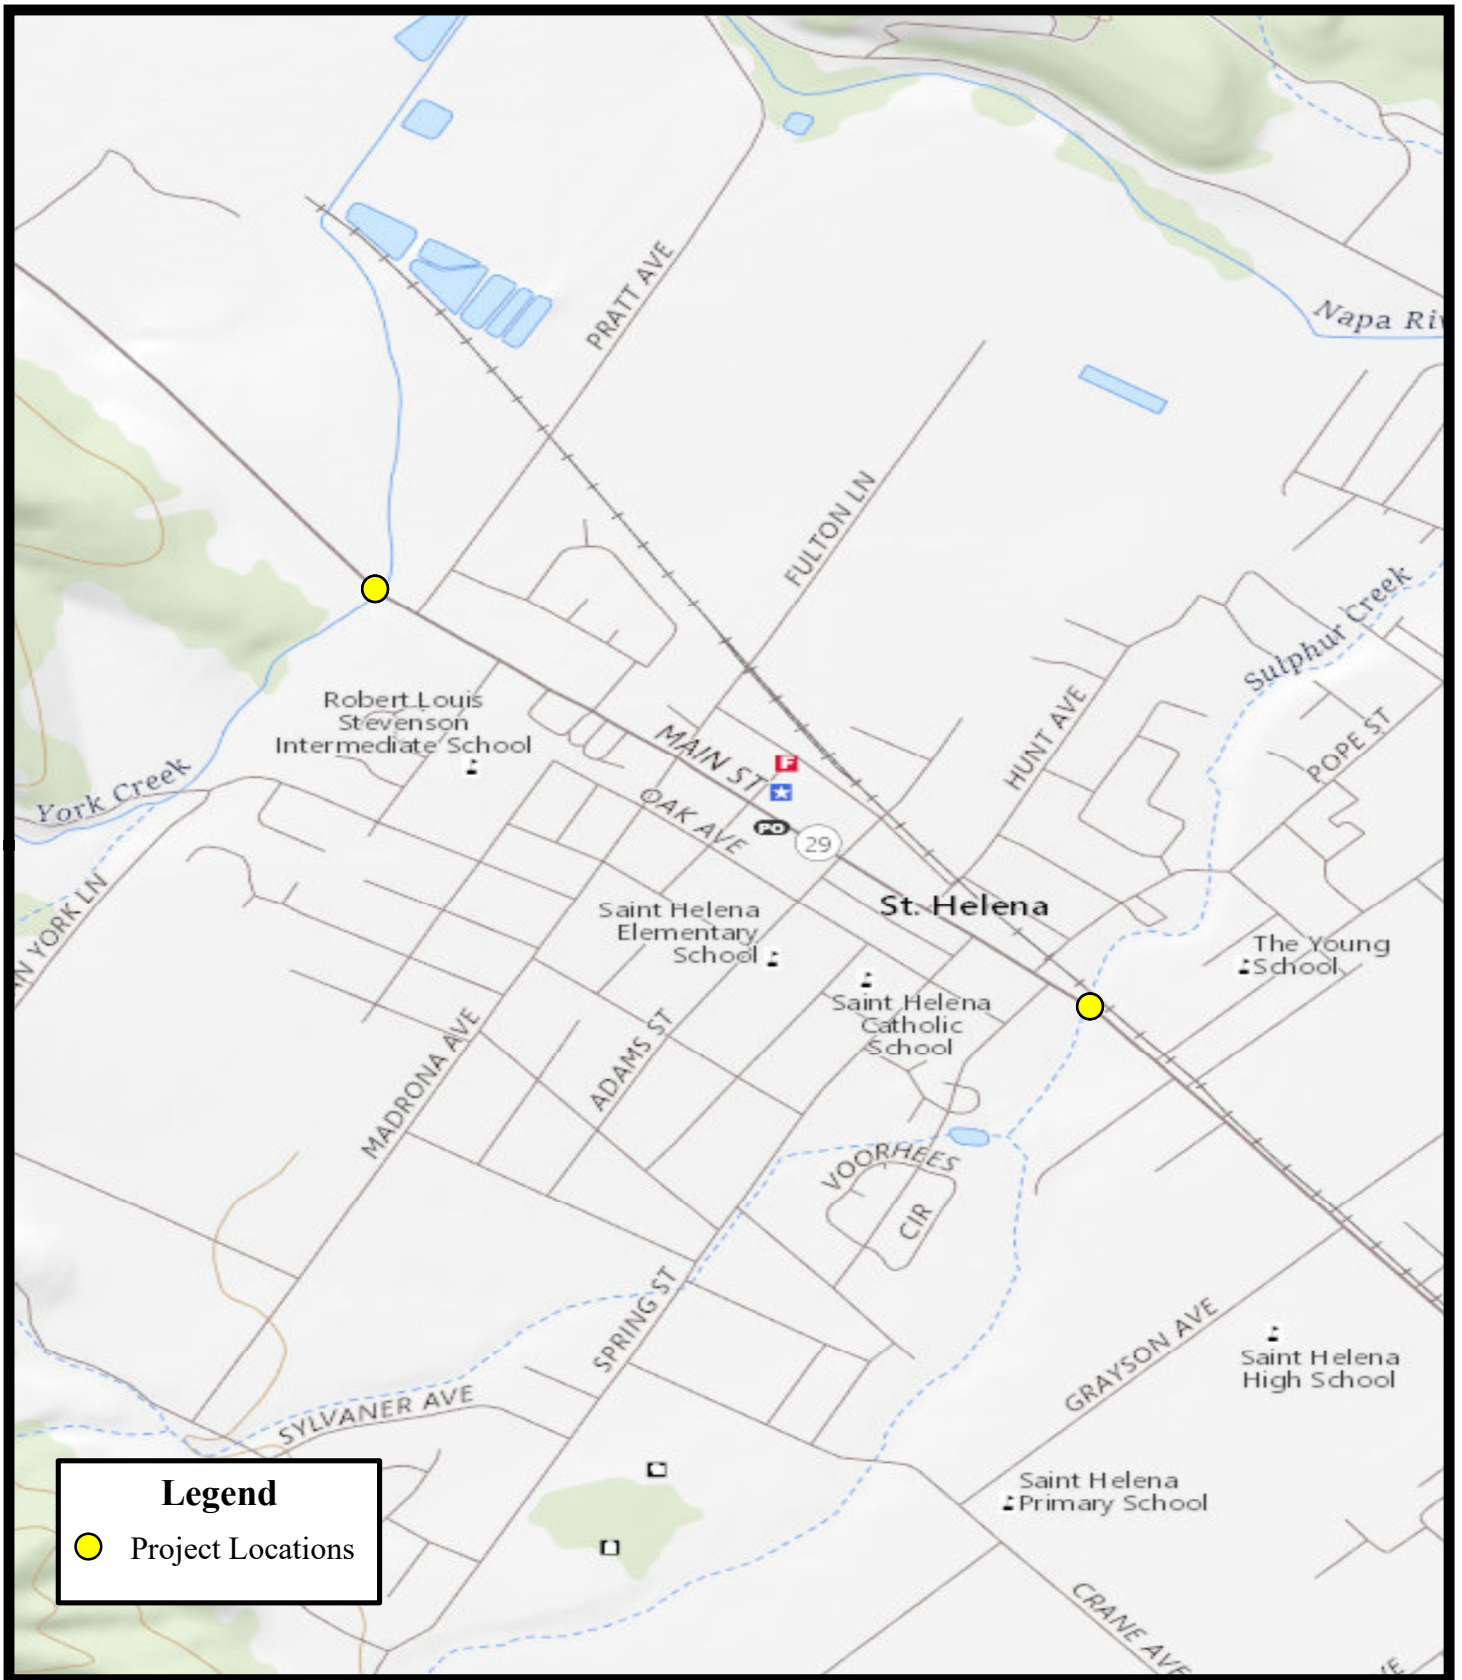 PRATT AVE
Napa Riv
FULTON LN
Sulphur Creek
Robert Louis
Stevenson
Intermediate School
MAIN ST
F
HUNT AVE
POPE ST
York Creek
OAK AVE
PO
29
AN YORK LN
St. Helena
Saint Helena
Elementary
School
The Young
School
Saint Helena
Catholic
School
MADRONA AVE
ADAMS ST
VOORHEES
CIR
SPRING ST
GRAYSON AVE
Saint Helena
High School
SYLVANER AVE
Saint Helena
Primary School
Legend
Project Locations
CRANE AVE
VE